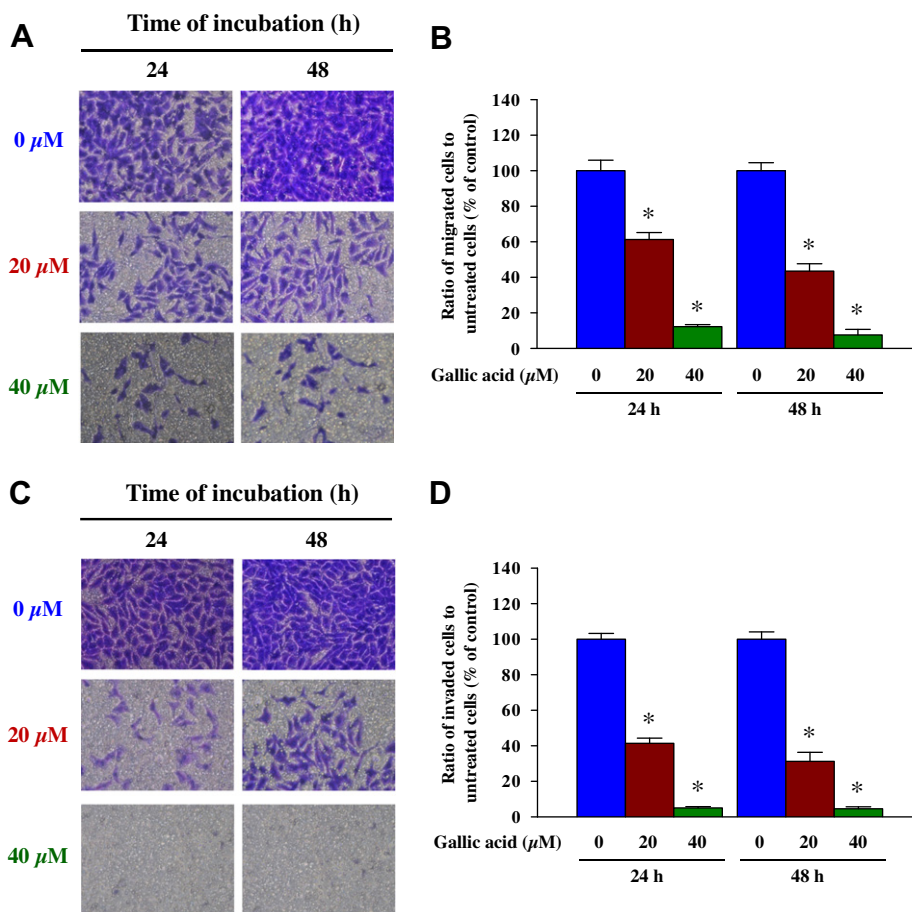 A
Time of incubation (h)
24 48
0 µM
20 µM
40 µM
B
Ratio of migrated cells to
untreated cells (% of control)
140
120
100
80
60
40
20
0
*
*
*
*
Gallic acid (µM) 0 20 40 0 20 40
24 h 48 h
C
Time of incubation (h)
24 48
0 µM
20 µM
40 µM
D
Ratio of invaded cells to
untreated cells (% of control)
140
120
100
80
60
40
20
0
*
*
*
*
Gallic acid (µM) 0 20 40 0 20 40
24 h 48 h